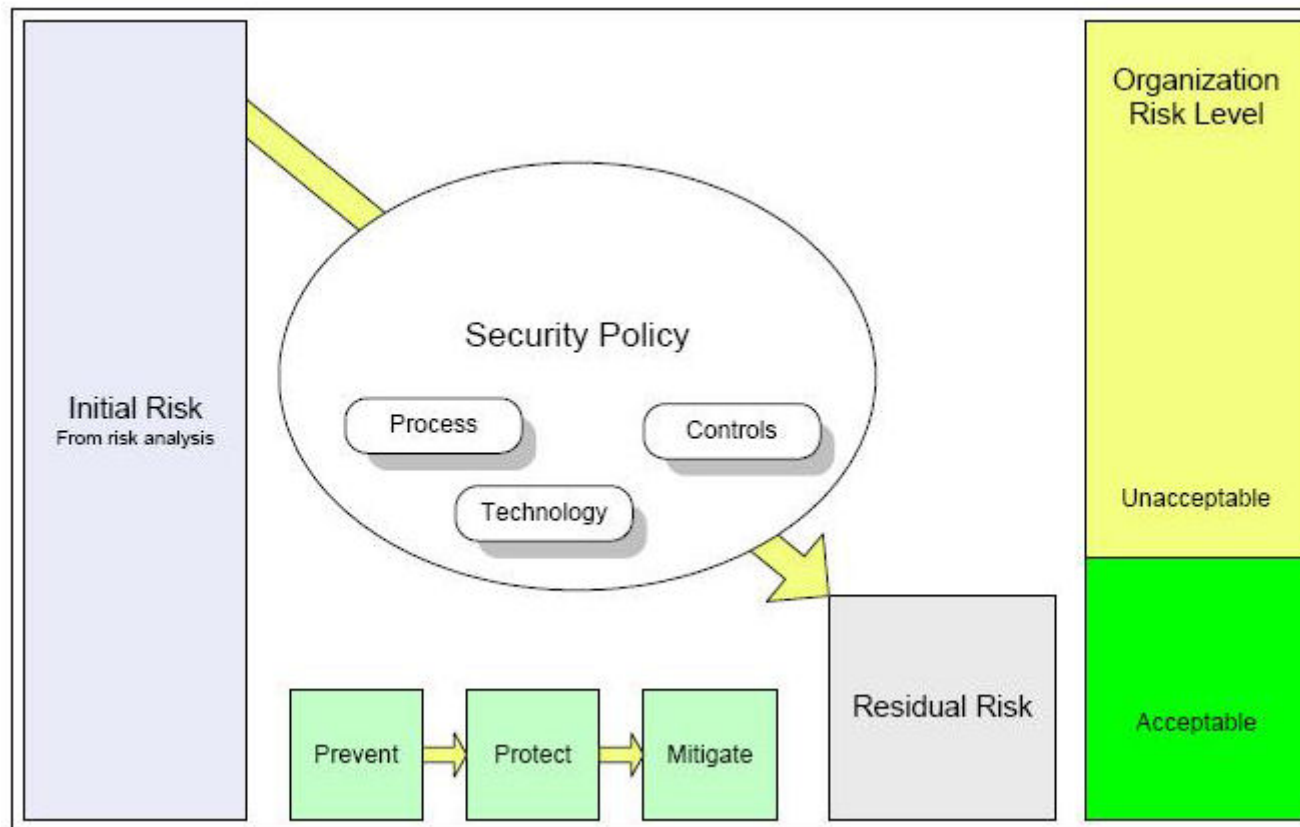 Organization
Risk Level
Security Policy
Initial Risk
From risk analysis
Process
Controls
Technology
Unacceptable
Prevent
Protect
Mitigate
Residual Risk
Acceptable